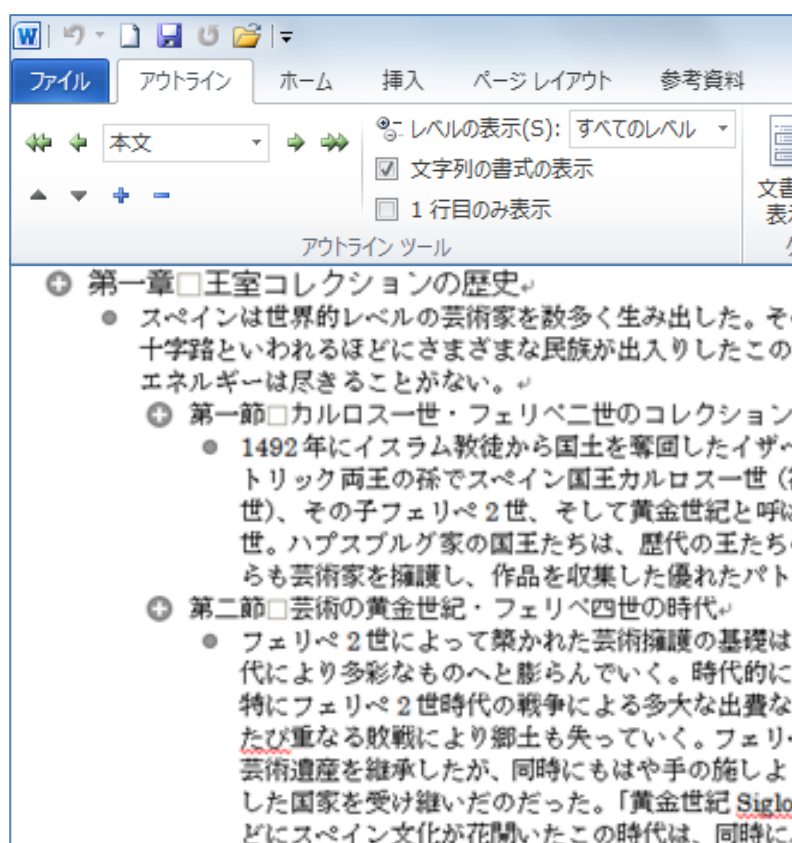 W
ファイル アウトライン ホーム 挿入 ページ レイアウト 参考資料
本文
レベルの表示(S): すべてのレベル
文字列の書式の表示
1 行目のみ表示
文書
表示
アウトライン ツール
第一章□王室コレクションの歴史
スペインは世界的レベルの芸術家を数多く生み出した。そ
十字路といわれるほどにさまざまな民族が出入りしたこの
エネルギーは尽きることがない。
第一節□カルロス一世・フェリペ二世のコレクション
1492年にイスラム教徒から国土を奪回したイザベ
トリック両王の孫でスペイン国王カルロス一世（
世）、その子フェリペ2世、そして黄金世紀と呼ば
世。ハプスブルグ家の国王たちは、歴代の王たち
らも芸術家を擁護し、作品を収集した優れたパト
第二節□芸術の黄金世紀・フェリペ四世の時代
フェリペ2世によって築かれた芸術擁護の基礎は
代により多彩なものへと膨らんでいく。時代的に
特にフェリペ2世時代の戦争による多大な出費な
たび重なる敗戦により郷土も失っていく。フェリ
芸術遺産を継承したが、同時にもはや手の施しよ
した国家を受け継いだのだった。「黄金世紀 Siglo
どにスペイン文化が花開いたこの時代は、同時に